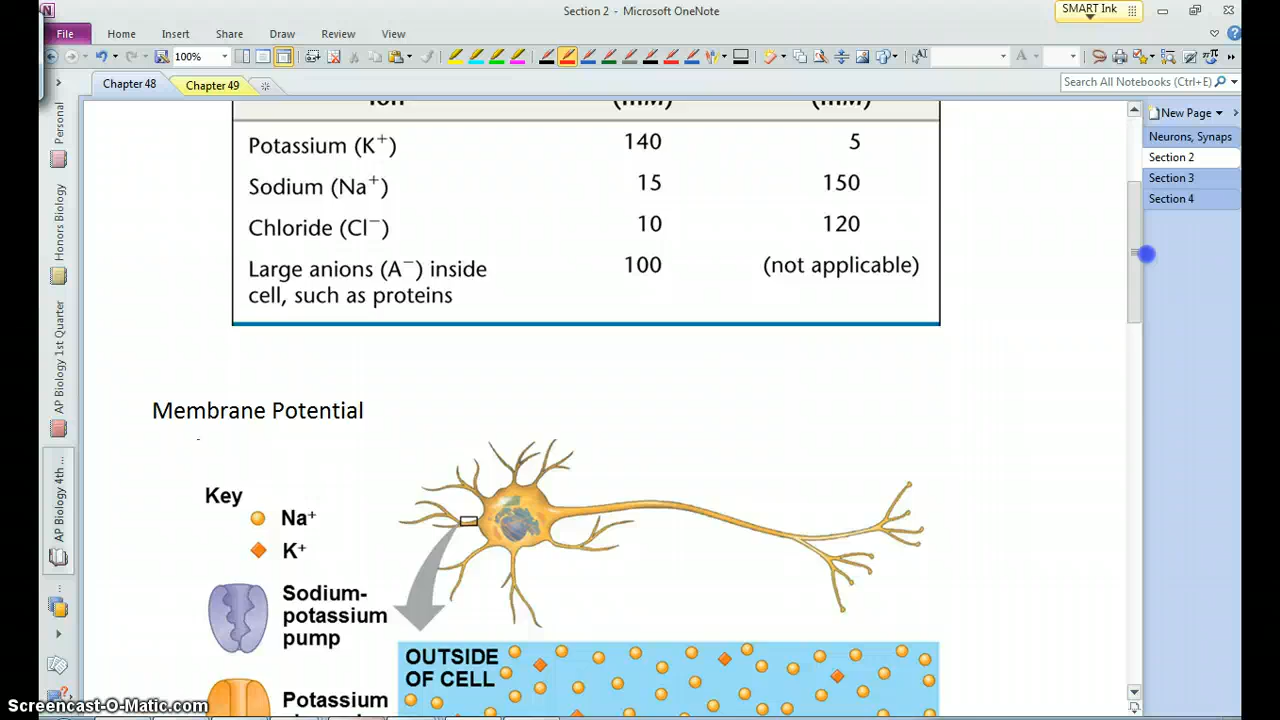 Section 2 - Microsoft OneNote
SMART Ink
File Home Insert Share Draw Review View
100%
Chapter 48 Chapter 49
Search All Notebooks (Ctrl+E)
New Page
Neurons, Synaps
Section 2
Section 3
Section 4
Personal
Honors Biology
AP Biology 1st Quarter
AP Biology 4th ...
Ion (mM) (mM)
Potassium (K⁺) 140 5
Sodium (Na⁺) 15 150
Chloride (Cl⁻) 10 120
Large anions (A⁻) inside 100 (not applicable)
cell, such as proteins
Membrane Potential
Key
Na⁺
K⁺
Sodium-
potassium
pump
Potassium
OUTSIDE
OF CELL
Screencast-O-Matic.com